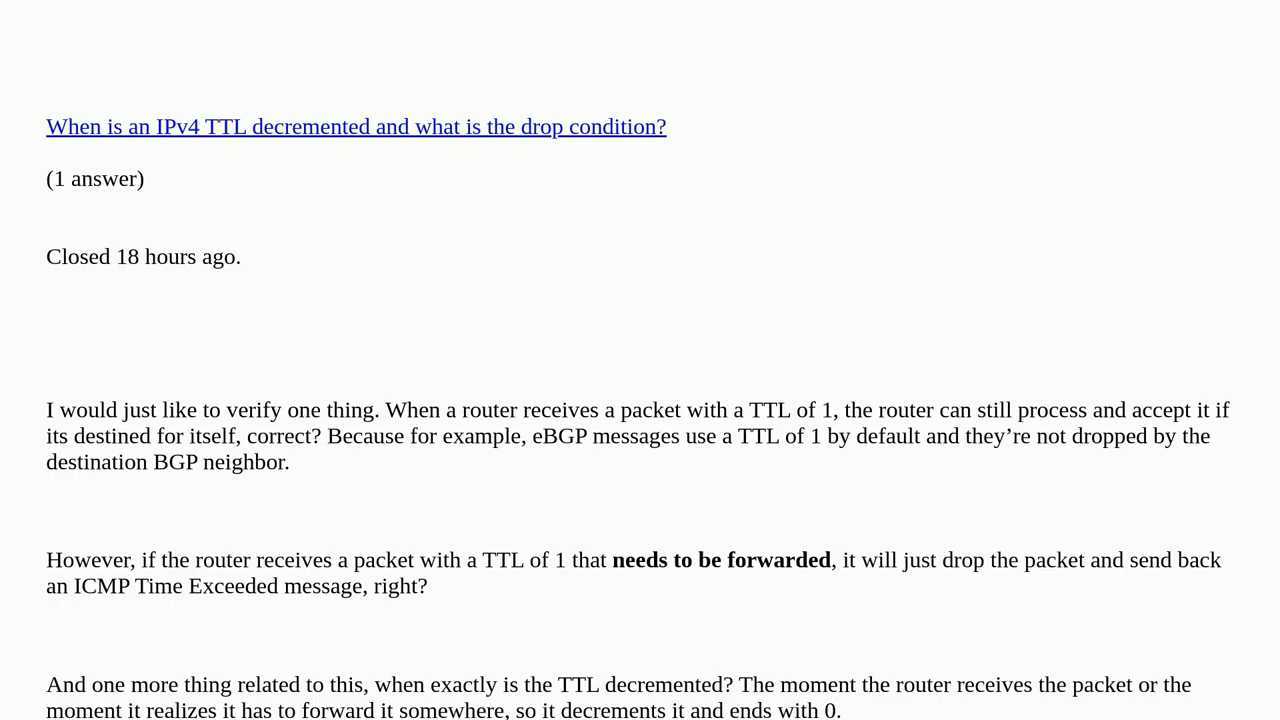 When is an IPv4 TTL decremented and what is the drop condition?
(1 answer)
Closed 18 hours ago.
I would just like to verify one thing. When a router receives a packet with a TTL of 1, the router can still process and accept it if
its destined for itself, correct? Because for example, eBGP messages use a TTL of 1 by default and they’re not dropped by the
destination BGP neighbor.
However, if the router receives a packet with a TTL of 1 that needs to be forwarded, it will just drop the packet and send back
an ICMP Time Exceeded message, right?
And one more thing related to this, when exactly is the TTL decremented? The moment the router receives the packet or the
moment it realizes it has to forward it somewhere, so it decrements it and ends with 0.